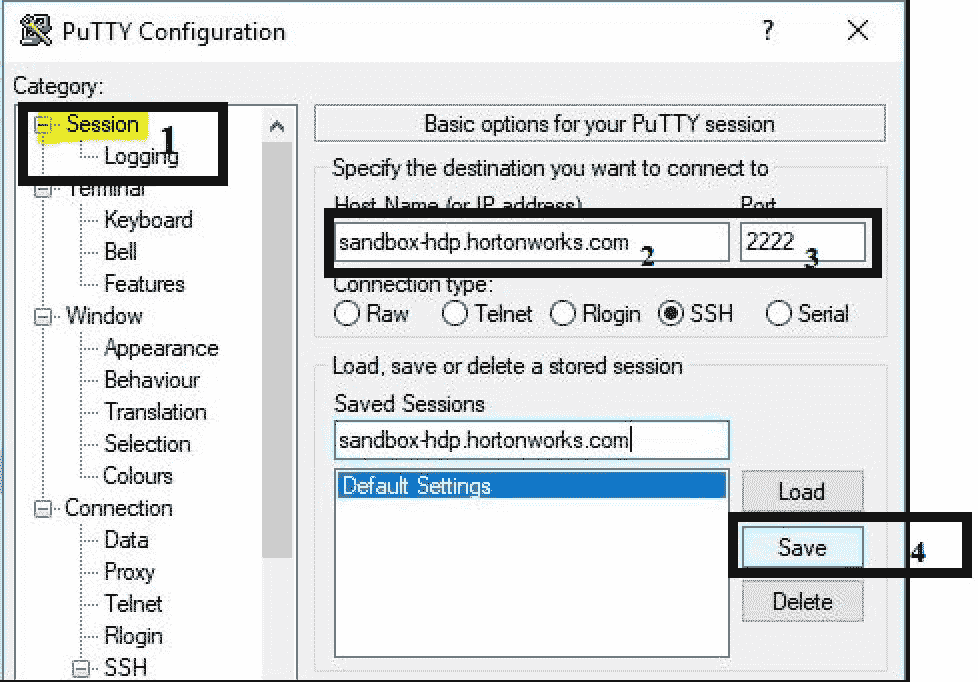 PuTTY Configuration ? ×
Category:
Session
1
Logging
Terminal
Keyboard
Bell
Features
Window
Appearance
Behaviour
Translation
Selection
Colours
Connection
Data
Proxy
Telnet
Rlogin
SSH
Basic options for your PuTTY session
Specify the destination you want to connect to
Host Name (or IP address) Port
sandbox-hdp.hortonworks.com 2 2222 3
Connection type:
Raw Telnet Rlogin SSH Serial
Load, save or delete a stored session
Saved Sessions
sandbox-hdp.hortonworks.com
Default Settings
Load
Save 4
Delete